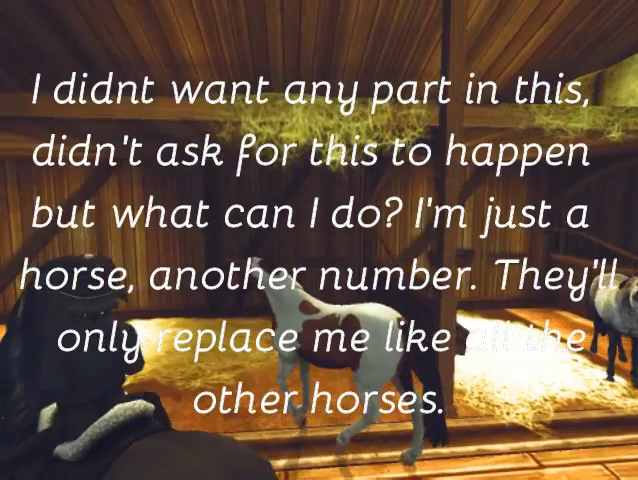 I didnt want any part in this,
didn't ask for this to happen
but what can I do? I'm just a
horse, another number. They'll
only replace me like all the
other horses.